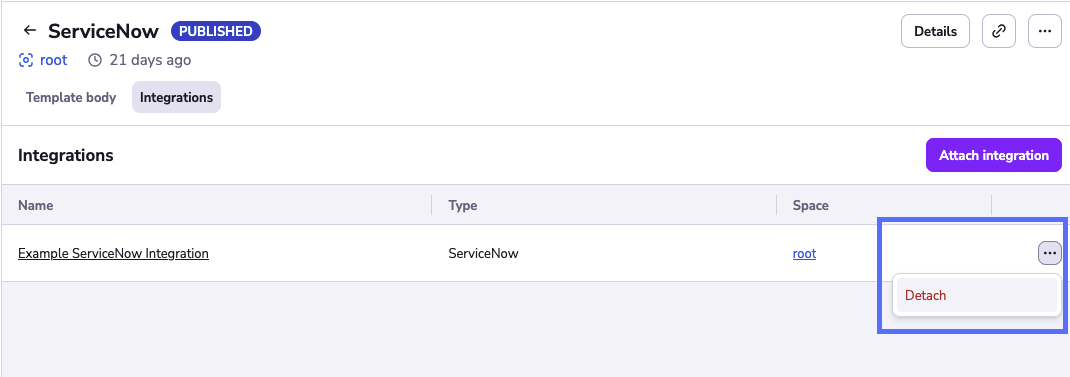 ServiceNow PUBLISHED
Details
root 21 days ago
Template body Integrations
Integrations
Attach integration
Name Type Space
Example ServiceNow Integration ServiceNow root
Detach